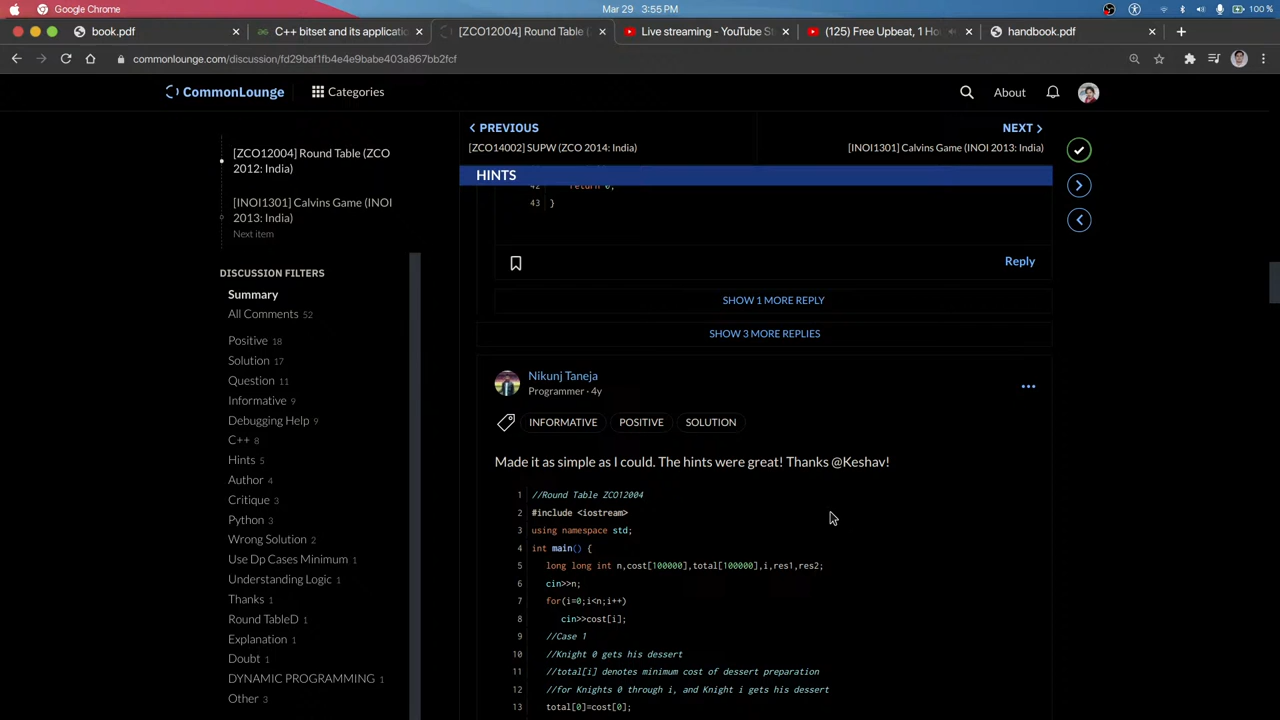 Google Chrome
Mar 29 3:55 PM
100 %
book.pdf
C++ bitset and its applicatio
[ZCO12004] Round Table (
Live streaming - YouTube St
(125) Free Upbeat, 1 Ho
handbook.pdf
commonlounge.com/discussion/fd29baf1fb4e4e9babe403a867bb2fcf
CommonLounge
Categories
About
PREVIOUS
[ZCO14002] SUPW (ZCO 2014: India)
NEXT
[INOI1301] Calvins Game (INOI 2013: India)
[ZCO12004] Round Table (ZCO
2012: India)
[INOI1301] Calvins Game (INOI
2013: India)
Next item
DISCUSSION FILTERS
Summary
All Comments 52
Positive 18
Solution 17
Question 11
Informative 9
Debugging Help 9
C++ 8
Hints 5
Author 4
Critique 3
Python 3
Wrong Solution 2
Use Dp Cases Minimum 1
Understanding Logic 1
Thanks 1
Round TableD 1
Explanation 1
Doubt 1
DYNAMIC PROGRAMMING 1
Other 3
HINTS
42 return 0;
43 }
Reply
SHOW 1 MORE REPLY
SHOW 3 MORE REPLIES
Nikunj Taneja
Programmer · 4y
INFORMATIVE POSITIVE SOLUTION
Made it as simple as I could. The hints were great! Thanks @Keshav!
1 //Round Table ZCO12004
2 #include <iostream>
3 using namespace std;
4 int main() {
5 long long int n,cost[100000],total[100000],i,res1,res2;
6 cin>>n;
7 for(i=0;i<n;i++)
8 cin>>cost[i];
9 //Case 1
10 //Knight 0 gets his dessert
11 //total[i] denotes minimum cost of dessert preparation
12 //for Knights 0 through i, and Knight i gets his dessert
13 total[0]=cost[0];